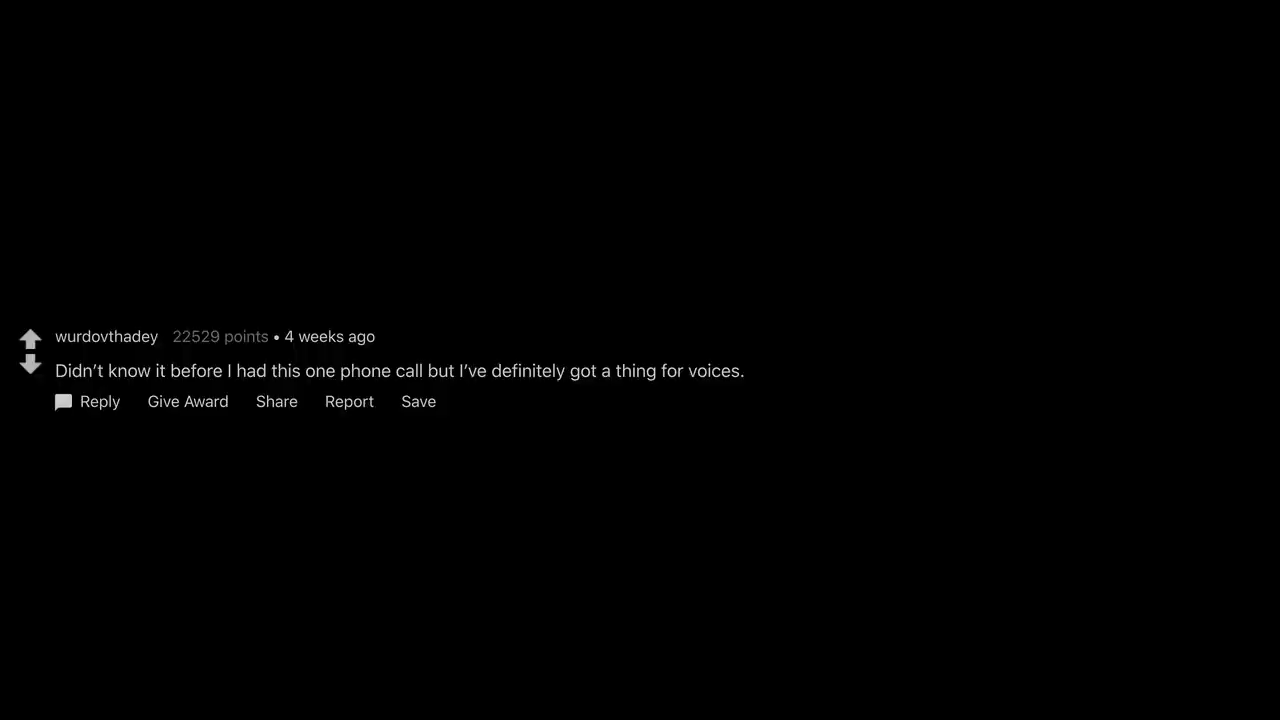 wurdovthadey 22529 points • 4 weeks ago
Didn’t know it before I had this one phone call but I’ve definitely got a thing for voices.
Reply Give Award Share Report Save